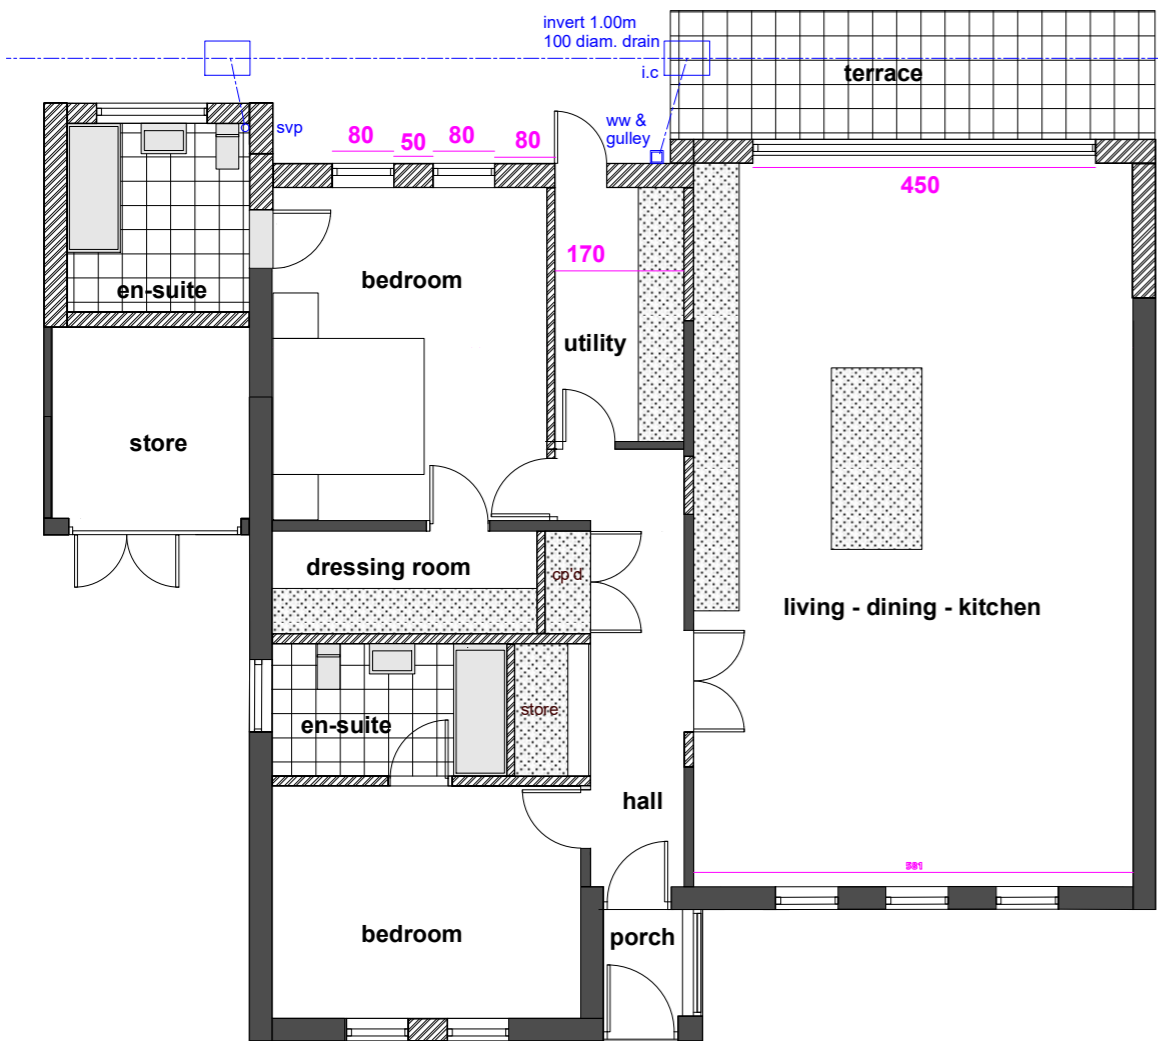 invert 1.00m
100 diam. drain
i.c
terrace
svp
ww &
gulley
80
50
80
80
450
170
bedroom
en-suite
utility
store
dressing room
cp'd
living - dining - kitchen
en-suite
store
hall
bedroom
porch